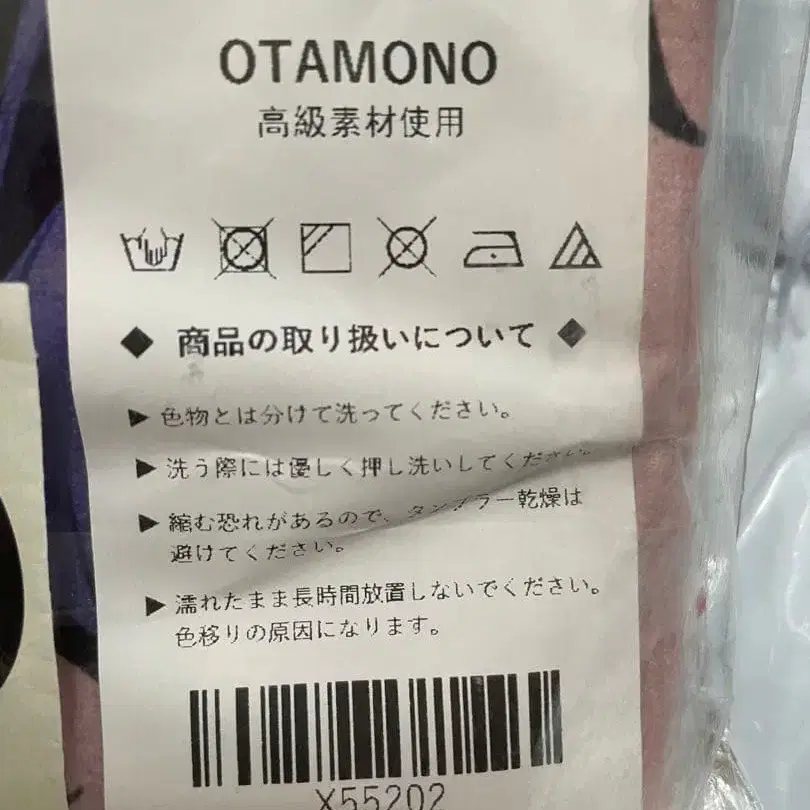 OTAMONO
高級素材使用
◆ 商品の取り扱いについて ◆
▶ 色物とは分けて洗ってください。
▶ 洗う際には優しく押し洗いしてください。
▶ 縮む恐れがあるので、タンブラー乾燥は
避けてください。
▶ 濡れたまま長時間放置しないでください。
色移りの原因になります。
X55202